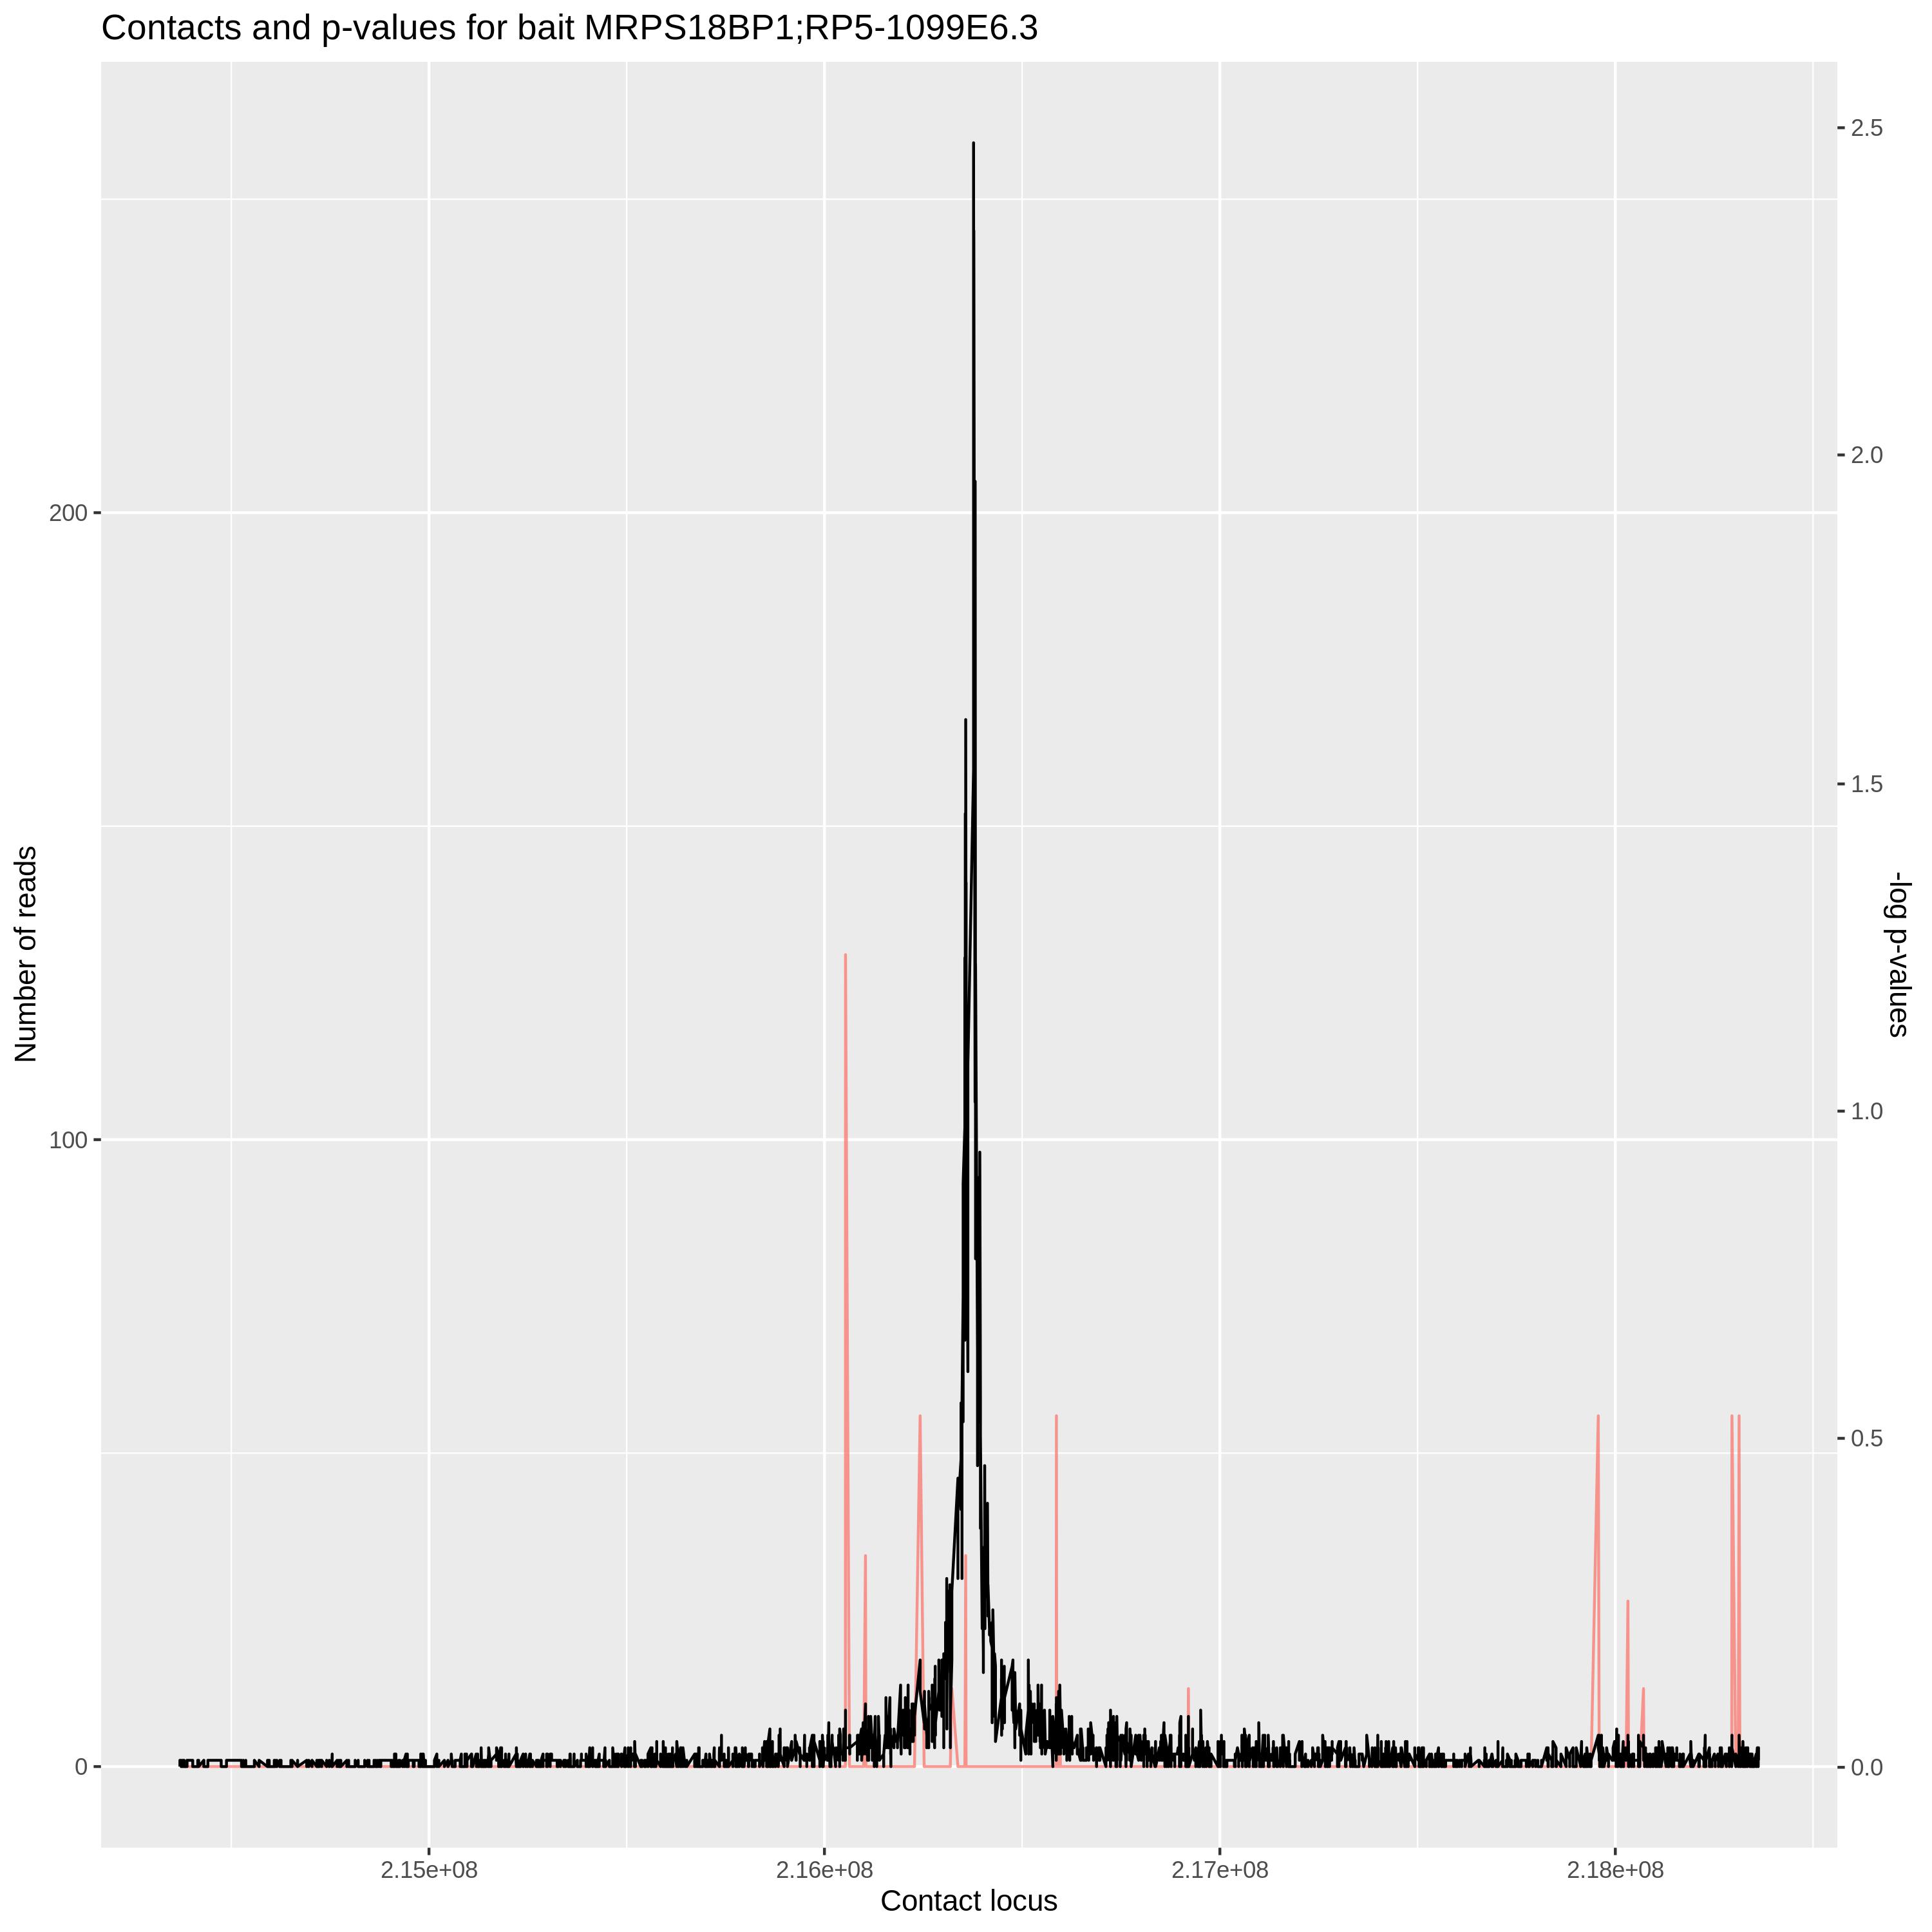 Contacts and p-values for bait MRPS18BP1;RP5-1099E6.3
2.5
2.0
200
1.5
Number of reads
-log p-values
1.0
100
0.5
0
0.0
2.15e+08 2.16e+08 2.17e+08 2.18e+08
Contact locus